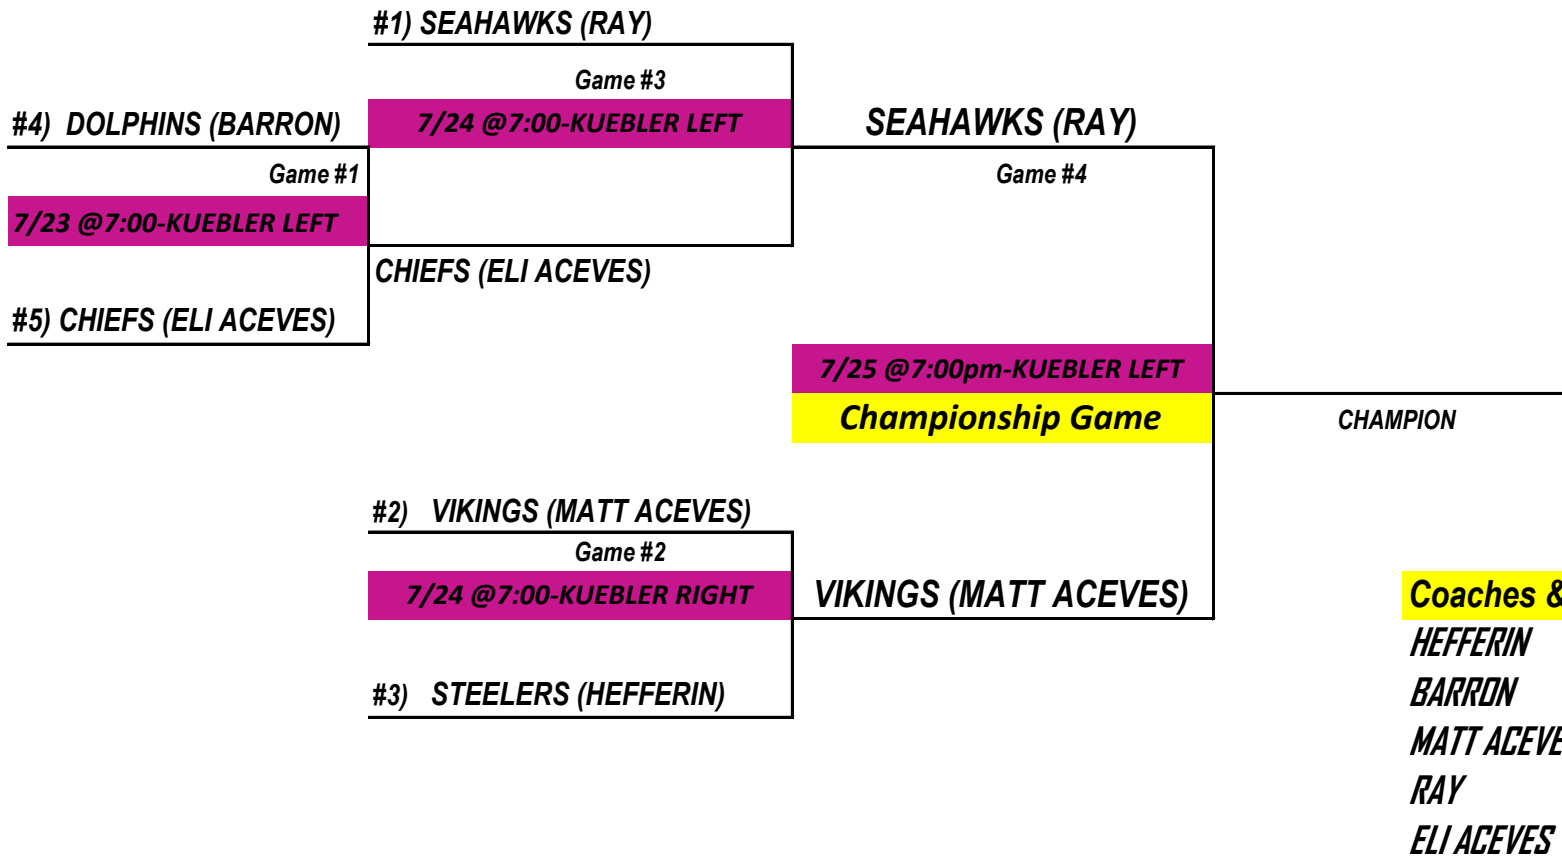 #1) SEAHAWKS (RAY)
Game #3
#4) DOLPHINS (BARRON)
7/24 @7:00-KUEBLER LEFT
SEAHAWKS (RAY)
Game #1
Game #4
7/23 @7:00-KUEBLER LEFT
CHIEFS (ELI ACEVES)
#5) CHIEFS (ELI ACEVES)
7/25 @7:00pm-KUEBLER LEFT
Championship Game
CHAMPION
#2) VIKINGS (MATT ACEVES)
Game #2
7/24 @7:00-KUEBLER RIGHT
VIKINGS (MATT ACEVES)
Coaches &
#3) STEELERS (HEFFERIN)
HEFFERIN
BARRON
MATT ACEVE
RAY
ELI ACEVES